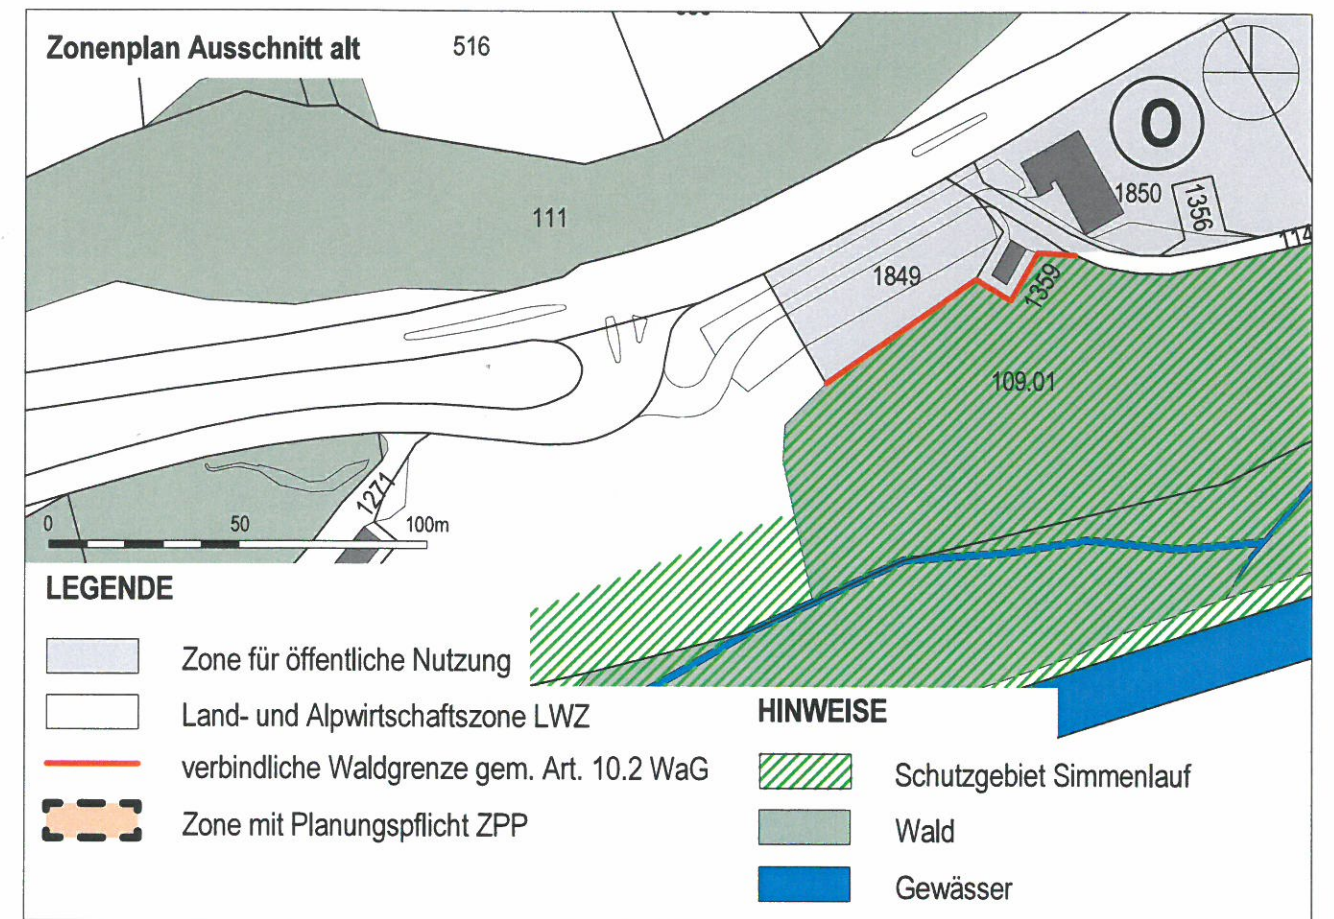 Zonenplan Ausschnitt alt
516
O
1850
1356
111
114
1849
1359
109.01
1271
0 50 100m
LEGENDE
Zone für öffentliche Nutzung
Land- und Alpwirtschaftszone LWZ
verbindliche Waldgrenze gem. Art. 10.2 WaG
Zone mit Planungspflicht ZPP
HINWEISE
Schutzgebiet Simmenlauf
Wald
Gewässer